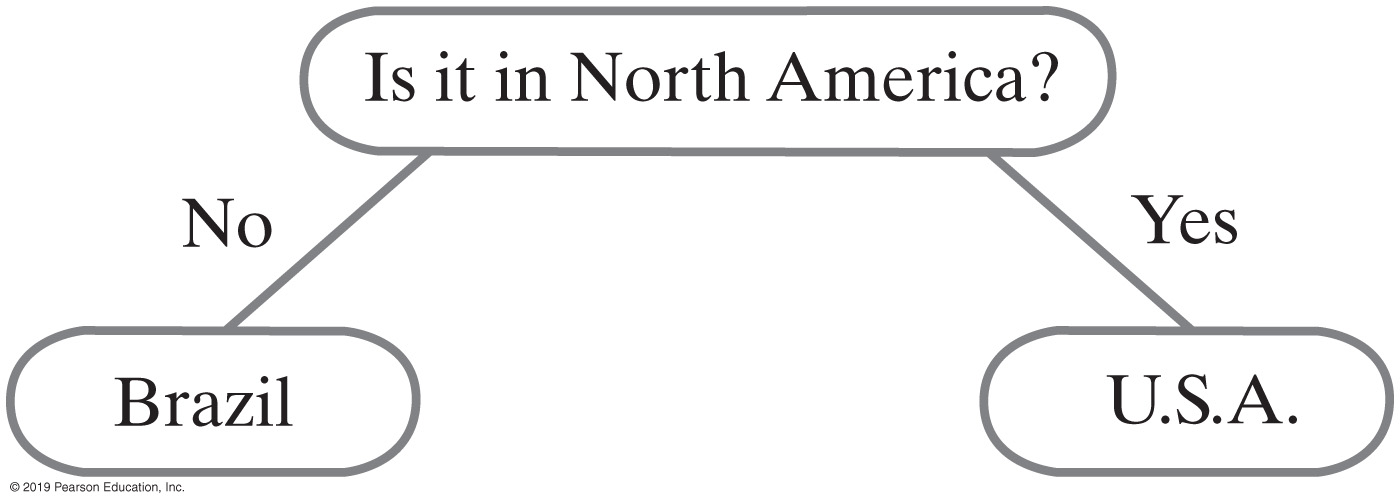 Is it in North America?
No
Yes
Brazil
U.S.A.
© 2019 Pearson Education, Inc.